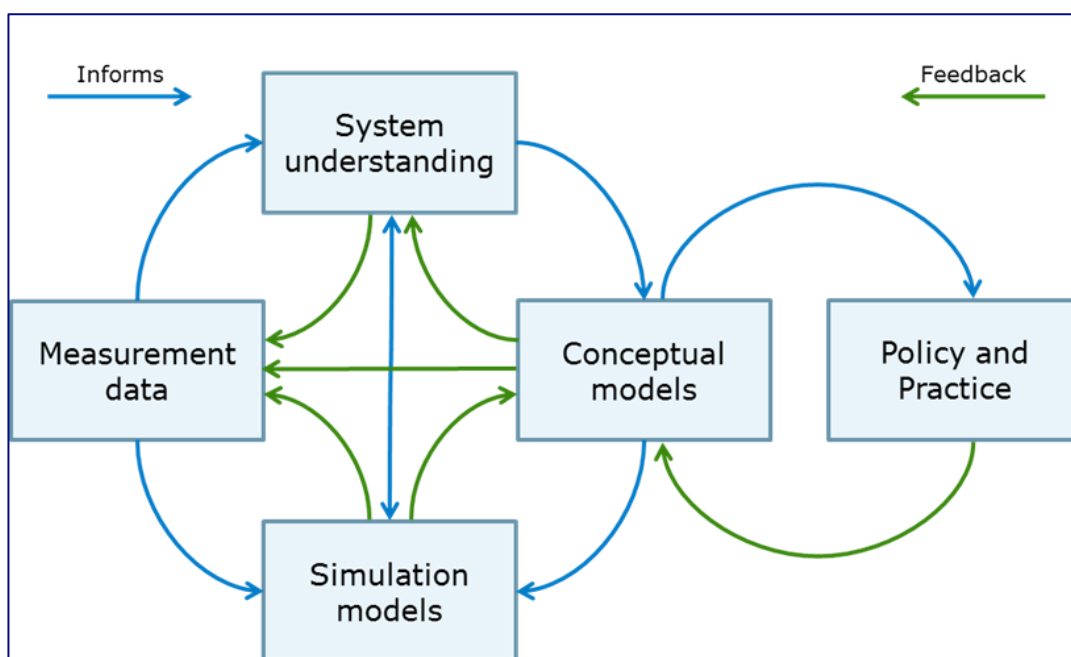 Informs
Feedback
System
understanding
Measurement
data
Conceptual
models
Policy and
Practice
Simulation
models